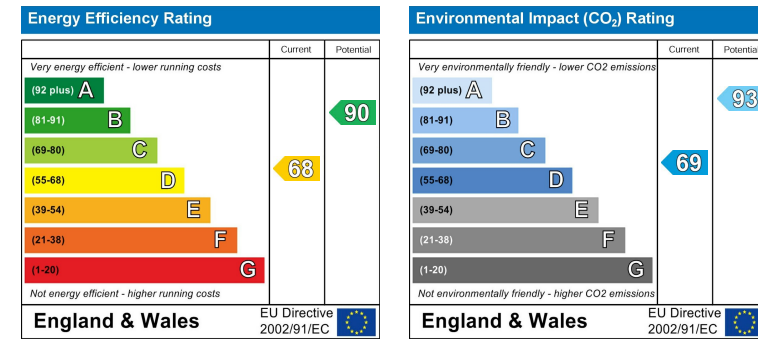 Energy Efficiency Rating
Current Potential
Very energy efficient - lower running costs
(92 plus) A
(81-91) B
90
(69-80) C
68
(55-68) D
(39-54) E
(21-38) F
(1-20) G
Not energy efficient - higher running costs
England & Wales
EU Directive
2002/91/EC
Environmental Impact (CO2) Rating
Current Potential
Very environmentally friendly - lower CO2 emissions
(92 plus) A
93
(81-91) B
(69-80) C
69
(55-68) D
(39-54) E
(21-38) F
(1-20) G
Not environmentally friendly - higher CO2 emissions
England & Wales
EU Directive
2002/91/EC